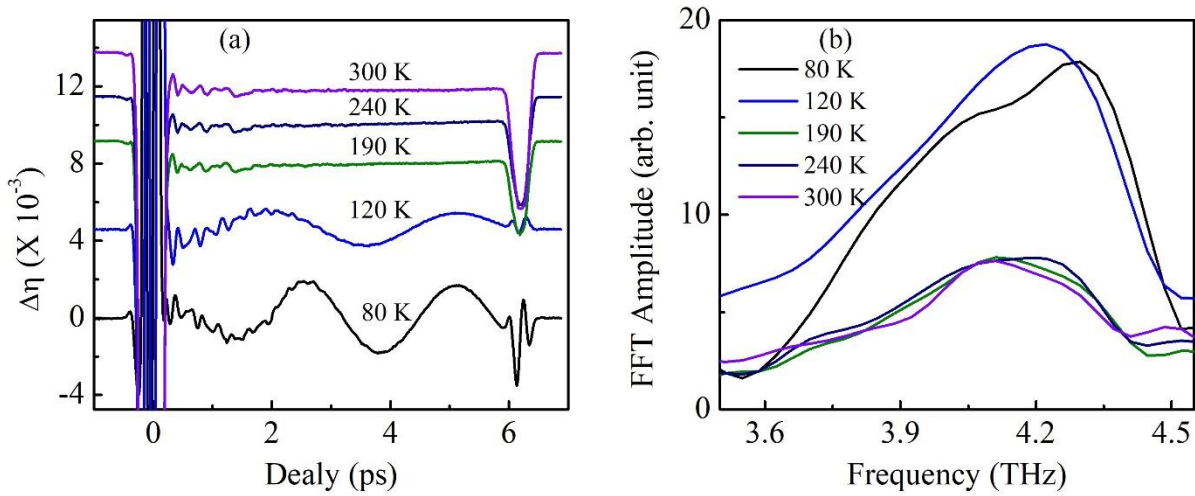 (a)
Δη (X 10⁻³)
12
8
4
0
-4
300 K
240 K
190 K
120 K
80 K
0
2
4
6
Dealy (ps)
(b)
FFT Amplitude (arb. unit)
20
10
0
80 K
120 K
190 K
240 K
300 K
3.6
3.9
4.2
4.5
Frequency (THz)